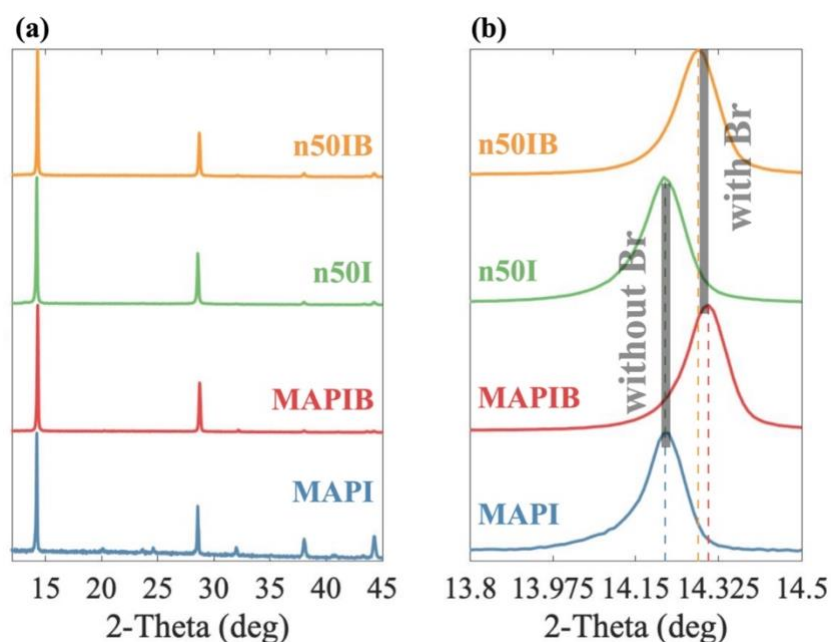 (a)
n50IB
n50I
MAPIB
MAPI
15 20 25 30 35 40 45
2-Theta (deg)
(b)
n50IB
with Br
n50I
without Br
MAPIB
MAPI
13.8 13.975 14.15 14.325 14.5
2-Theta (deg)